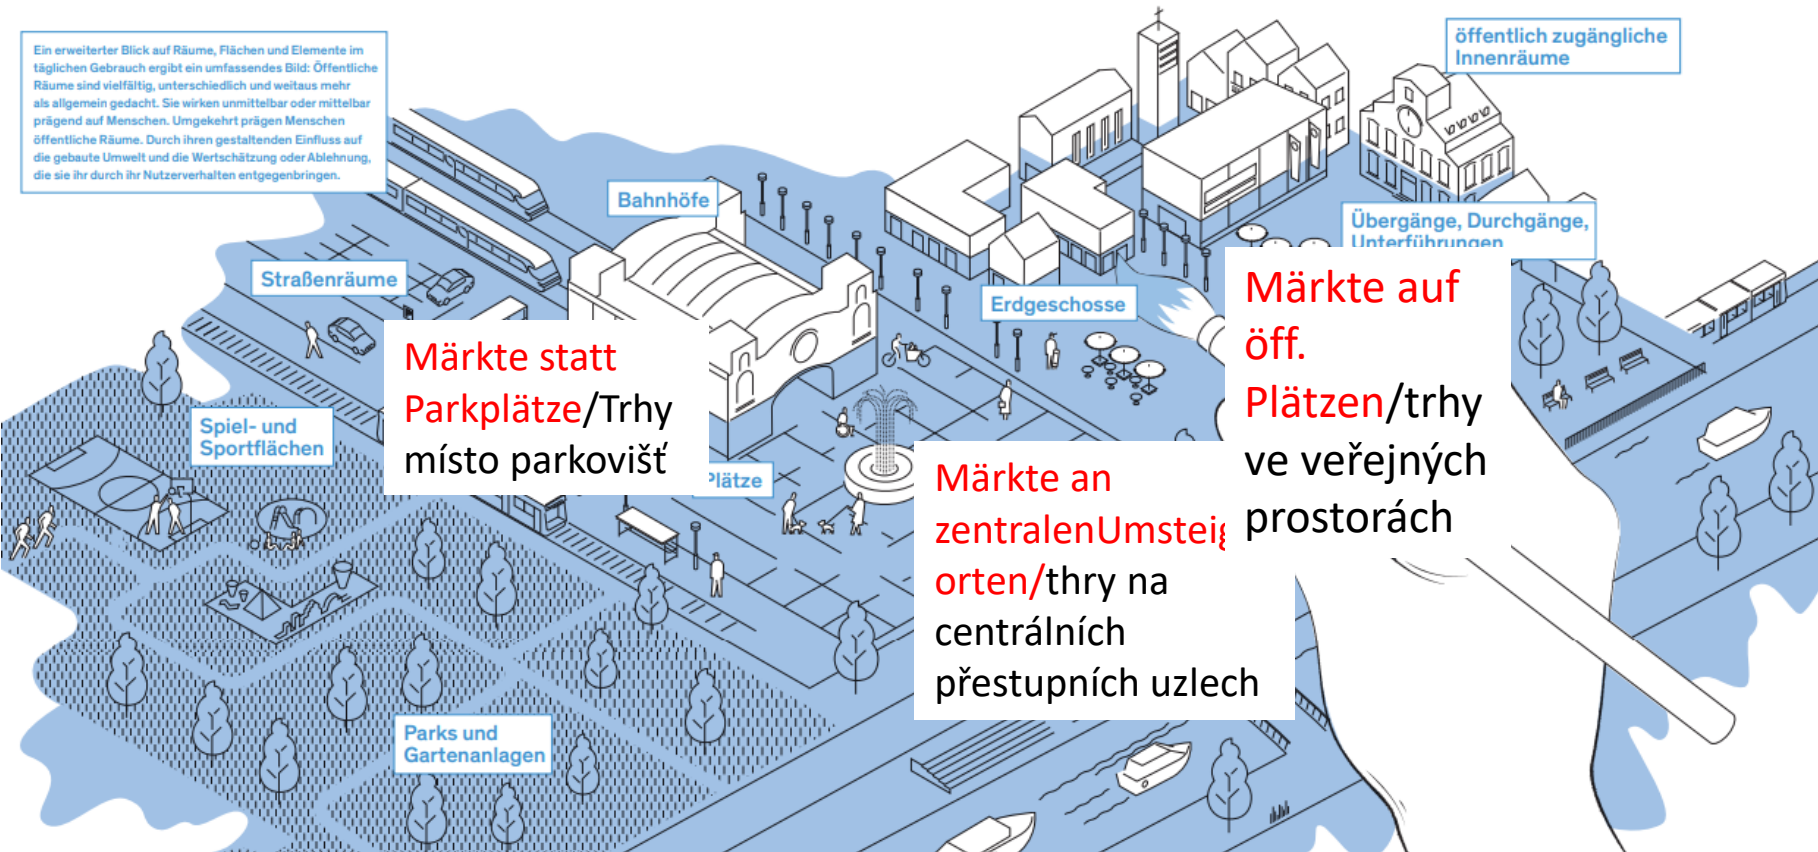 Ein erweiterter Blick auf Räume, Flächen und Elemente im
täglichen Gebrauch ergibt ein umfassendes Bild: Öffentliche
Räume sind vielfältig, unterschiedlich und weitaus mehr
als allgemein gedacht. Sie wirken unmittelbar oder mittelbar
prägend auf Menschen. Umgekehrt prägen Menschen
öffentliche Räume. Durch ihren gestaltenden Einfluss auf
die gebaute Umwelt und die Wertschätzung oder Ablehnung,
die sie ihr durch ihr Nutzerverhalten entgegenbringen.
öffentlich zugängliche
Innenräume
Bahnhöfe
Übergänge, Durchgänge,
Unterführungen
Straßenräume
Erdgeschosse
Märkte auf
öff.
Plätzen/trhy
ve veřejných
prostorách
Märkte statt
Parkplätze/Trhy
místo parkovišť
Spiel- und
Sportflächen
Plätze
Märkte an
zentralenUmsteig
orten/thry na
centrálních
přestupních uzlech
Parks und
Gartenanlagen